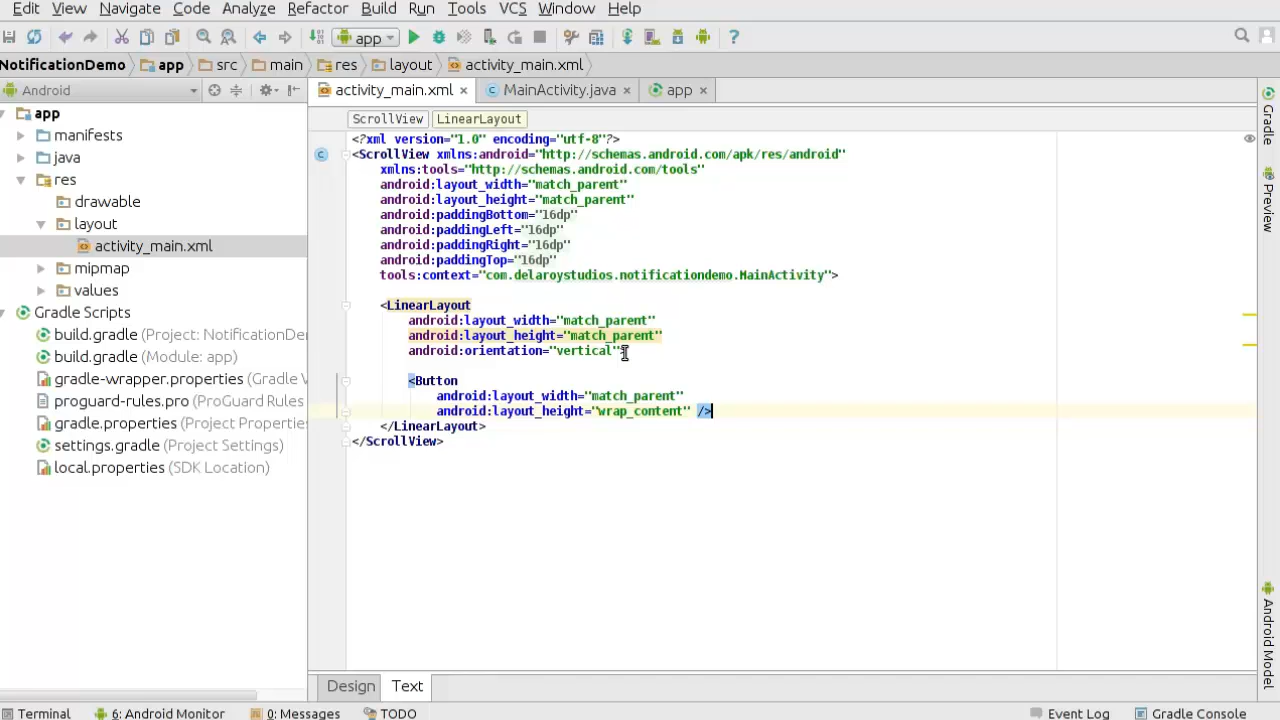 Edit View Navigate Code Analyze Refactor Build Run Tools VCS Window Help
app
NotificationDemo app src main res layout activity_main.xml
Android
activity_main.xml MainActivity.java app
ScrollView LinearLayout
app
manifests
java
res
drawable
layout
activity_main.xml
mipmap
values
Gradle Scripts
build.gradle (Project: NotificationDe
build.gradle (Module: app)
gradle-wrapper.properties (Gradle V
proguard-rules.pro (ProGuard Rules
gradle.properties (Project Properties
settings.gradle (Project Settings)
local.properties (SDK Location)
<?xml version="1.0" encoding="utf-8"?>
<ScrollView xmlns:android="http://schemas.android.com/apk/res/android"
xmlns:tools="http://schemas.android.com/tools"
android:layout_width="match_parent"
android:layout_height="match_parent"
android:paddingBottom="16dp"
android:paddingLeft="16dp"
android:paddingRight="16dp"
android:paddingTop="16dp"
tools:context="com.delaroystudios.notificationdemo.MainActivity">
<LinearLayout
android:layout_width="match_parent"
android:layout_height="match_parent"
android:orientation="vertical">
<Button
android:layout_width="match_parent"
android:layout_height="wrap_content" />
</LinearLayout>
</ScrollView>
Gradle
Preview
Android Model
Design Text
Terminal 6: Android Monitor 0: Messages TODO Event Log Gradle Console